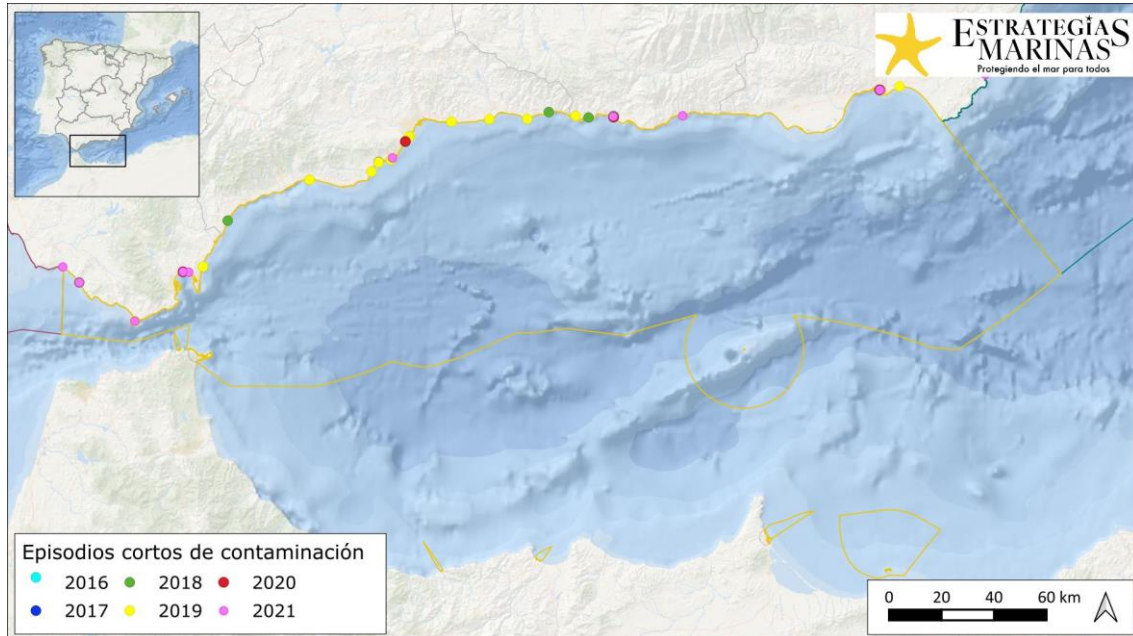 ESTRATEGIAS
MARINAS
Protegiendo el mar para todos
Episodios cortos de contaminación
2016 2018 2020
2017 2019 2021
0 20 40 60 km